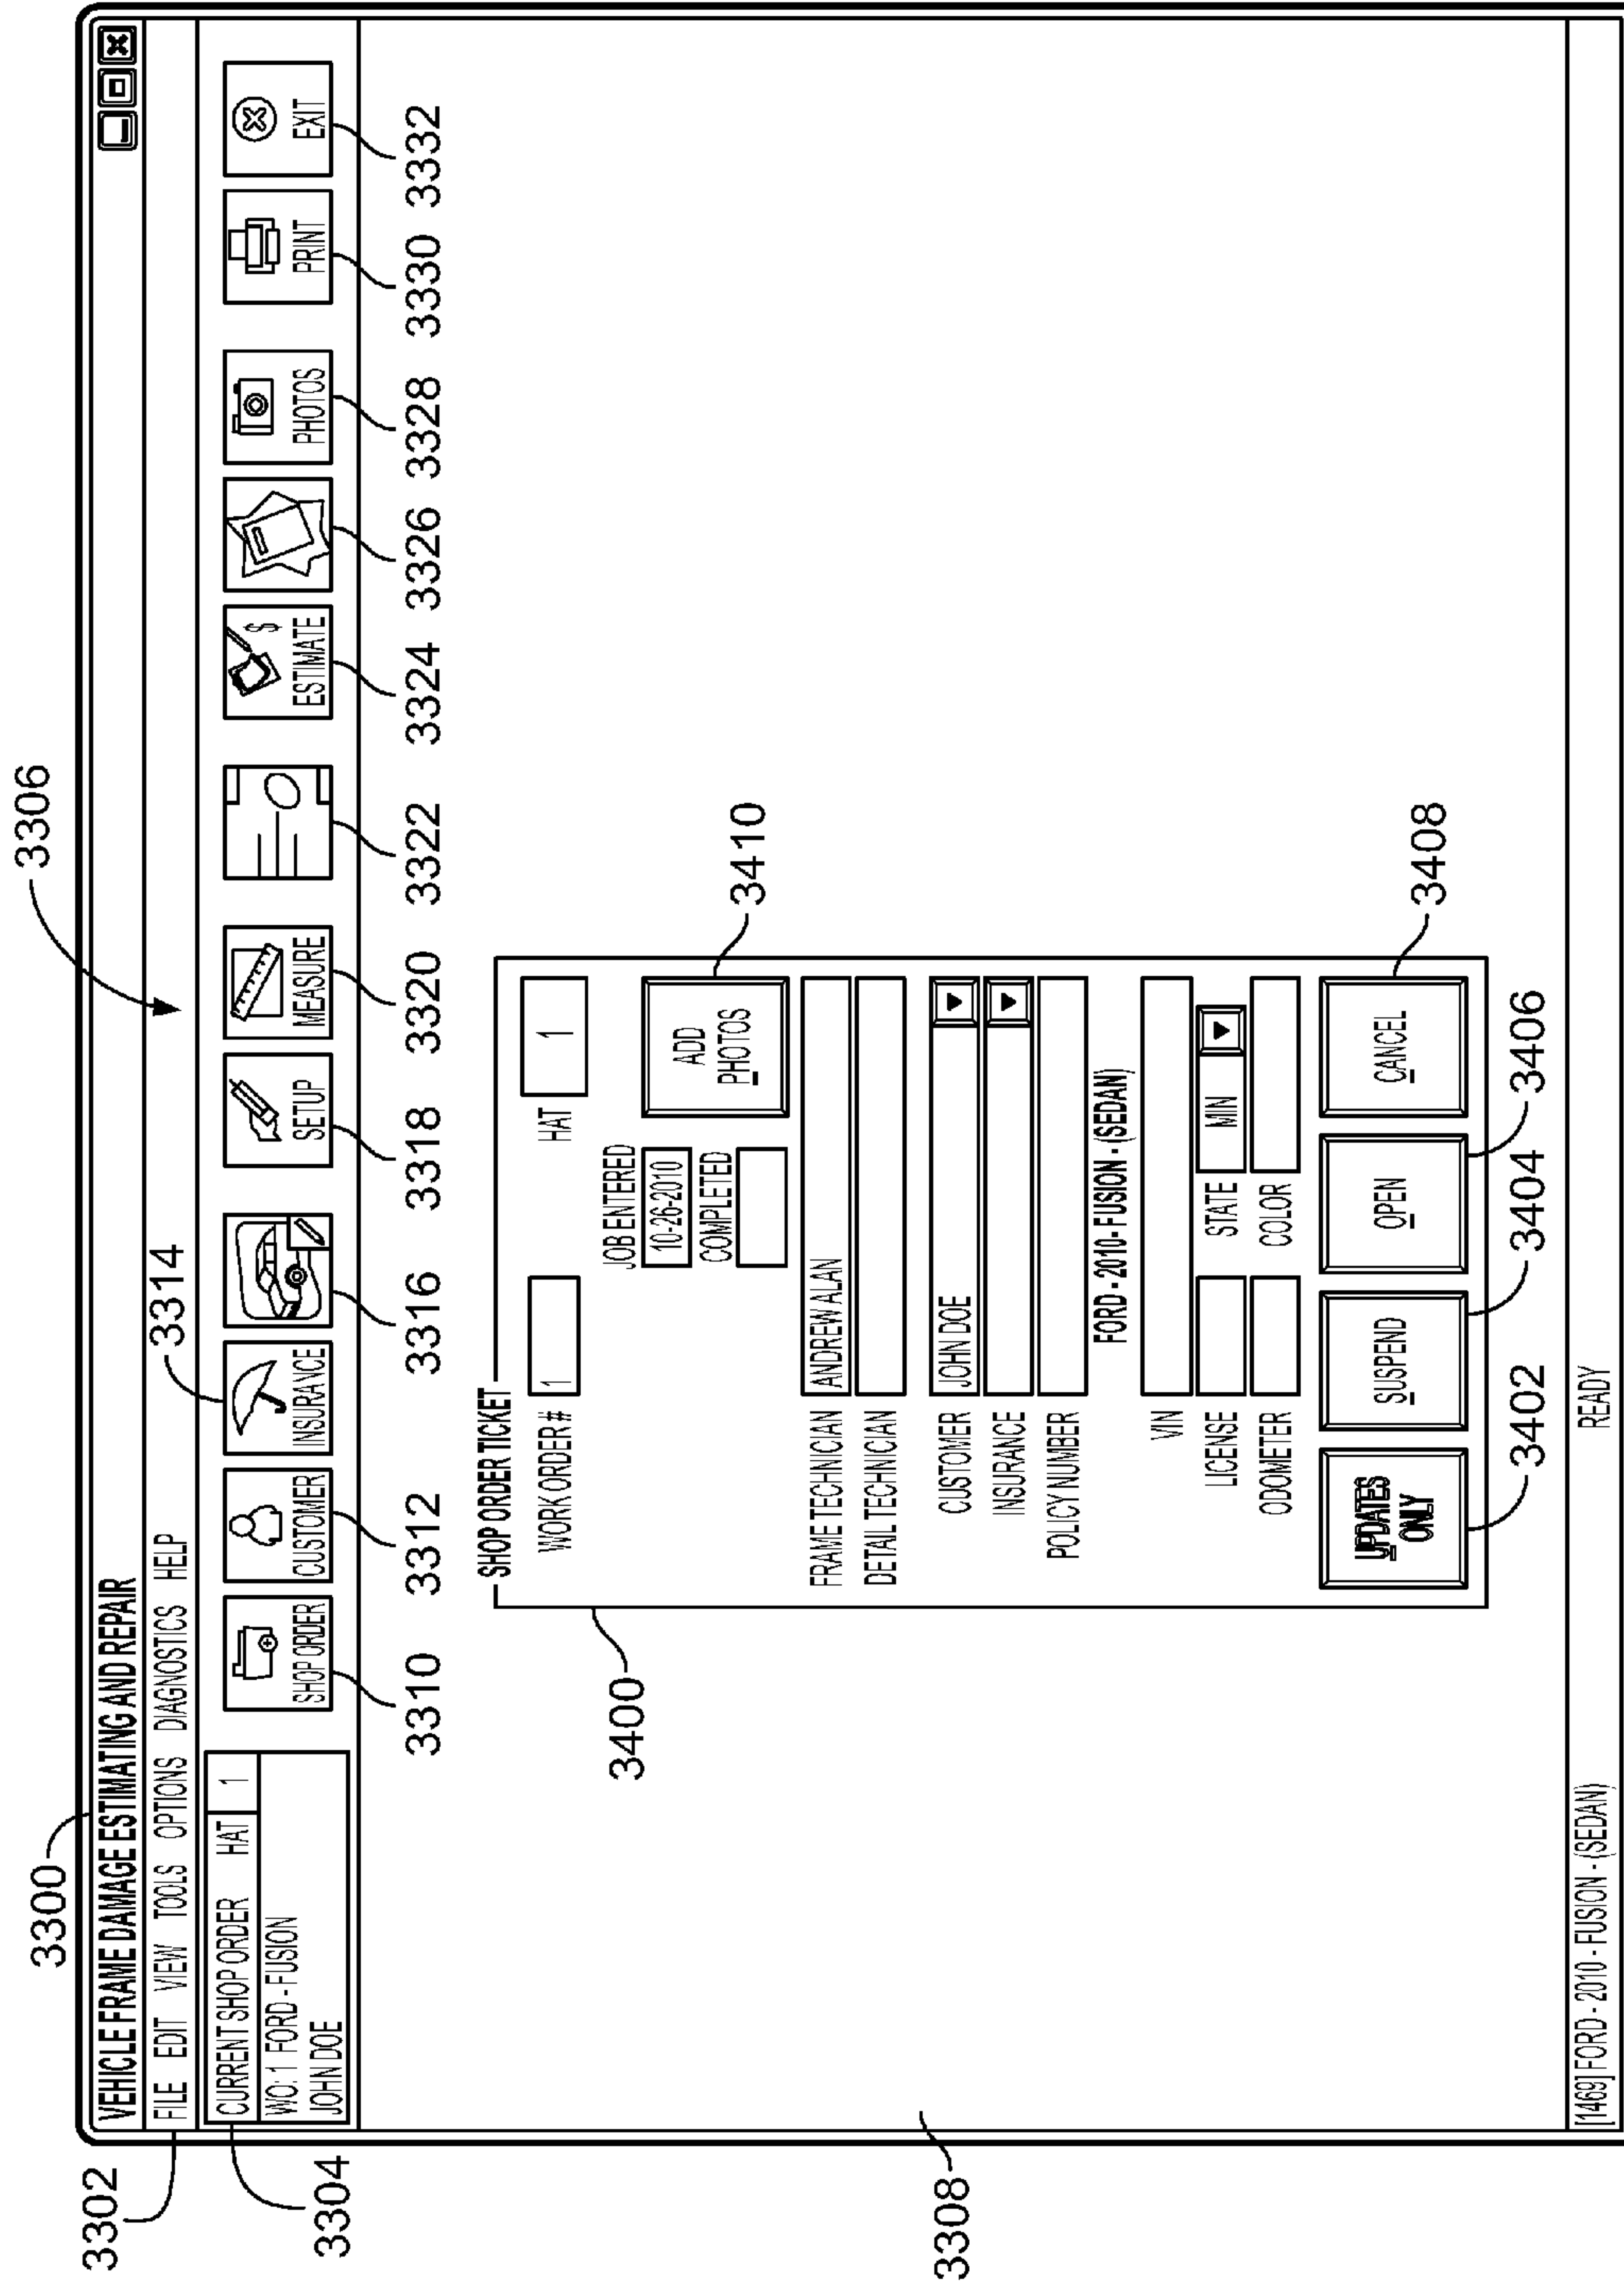 3300
3306
VEHICLE FRAME DAMAGE ESTIMATING AND REPAIR
3302
FILE EDIT VIEW TOOLS OPTIONS DIAGNOSTICS HELP
3314
3304
CURRENT SHOP ORDER HAT 1
WO: 1 FORD - FUSION
JOHN DOE
SHOP ORDER
CUSTOMER
INSURANCE
SETUP
MEASURE
ESTIMATE
PHOTOS
PRINT
EXIT
3310 3312 3316 3318 3320 3322 3324 3326 3328 3330 3332
SHOP ORDER TICKET
3400
WORK ORDER # 1 HAT 1
JOB ENTERED
10-26-2010
COMPLETED
ADD
PHOTOS
3410
FRAME TECHNICIAN ANDREW ALAN
DETAIL TECHNICIAN
CUSTOMER JOHN DOE
INSURANCE
POLICY NUMBER
FORD - 2010 - FUSION - (SEDAN)
VIN
LICENSE STATE MIN
ODOMETER COLOR
UPDATES
ONLY
SUSPEND
OPEN
CANCEL
3308
3402 3404 3406 3408
[1469] FORD - 2010 - FUSION - (SEDAN) READY